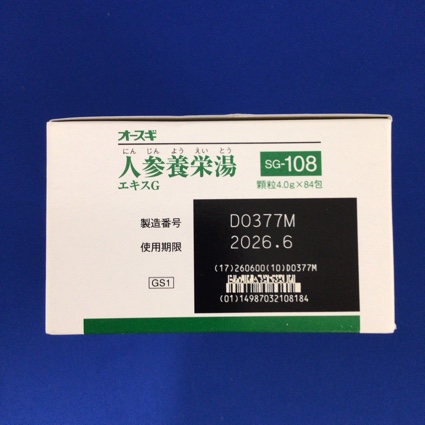 オースギ
にん じん よう えい とう
人参養栄湯
エキスG
SG-108
顆粒4.0g×84包
製造番号 D0377M
使用期限 2026.6
(17)260600(10)D0377M
GS1
(01)14987032108184